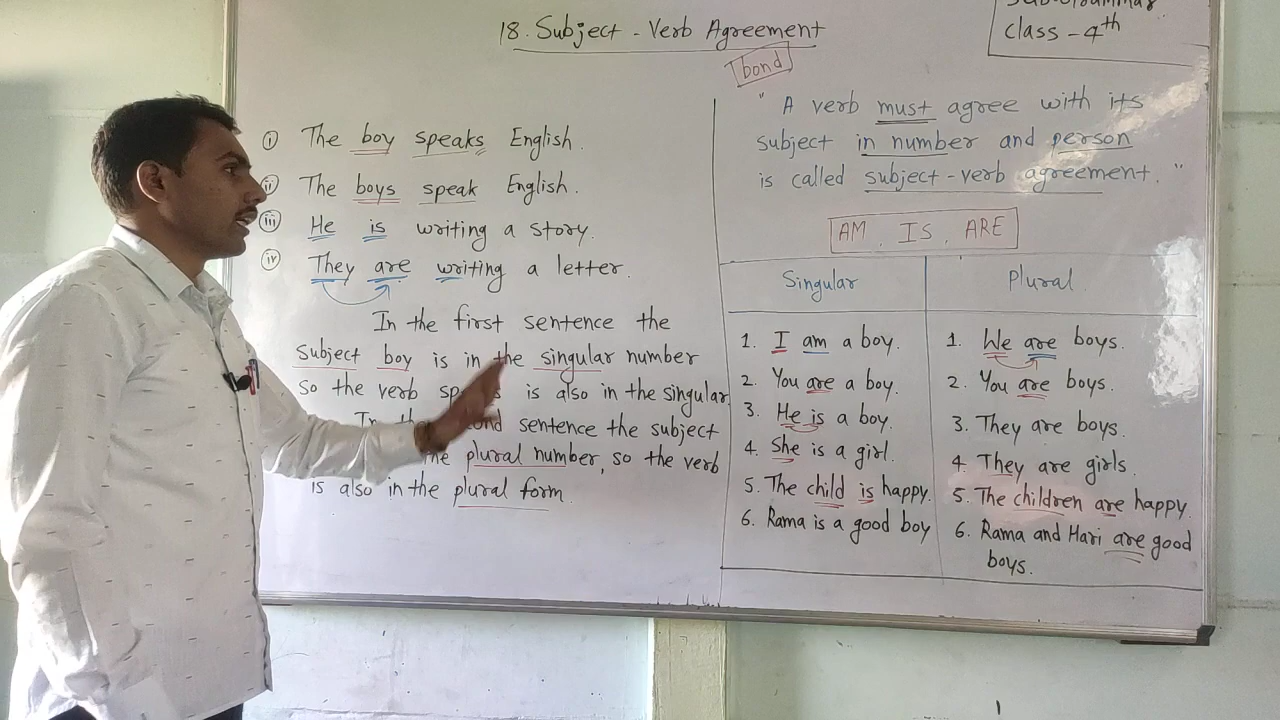 18. Subject - Verb Agreement
bond
Sub-Grammar
class - 4th
i The boy speaks English.
ii The boys speak English.
iii He is writing a story.
iv They are writing a letter.
In the first sentence the
subject boy is in the singular number
so the verb is also in the singular
In the sentence the subject
the plural number, so the verb
is also in the plural form.
" A verb must agree with its
subject in number and person
is called subject-verb agreement. "
AM, IS, ARE
Singular
1. I am a boy.
2. You are a boy.
3. He is a boy.
4. She is a girl.
5. The child is happy.
6. Rama is a good boy
Plural
1. We are boys.
2. You are boys.
3. They are boys.
4. They are girls.
5. The children are happy.
6. Rama and Hari are good
boys.